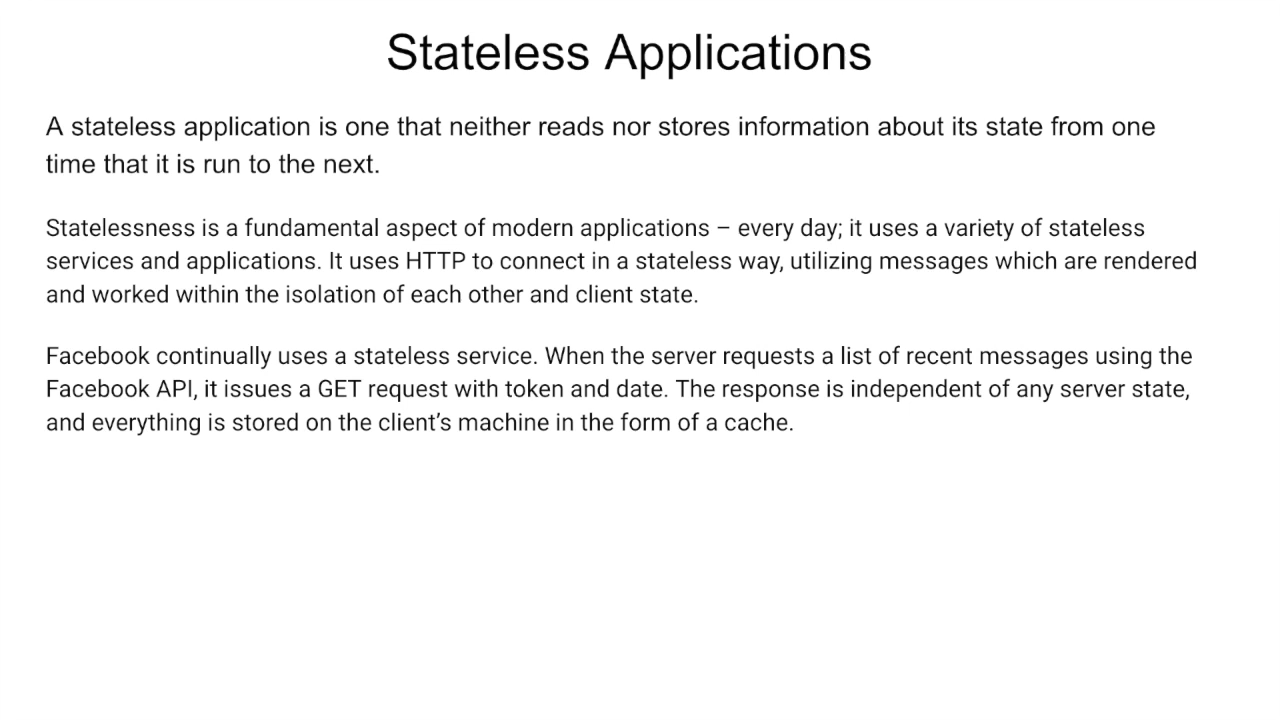 Stateless Applications
A stateless application is one that neither reads nor stores information about its state from one
time that it is run to the next.
Statelessness is a fundamental aspect of modern applications – every day; it uses a variety of stateless
services and applications. It uses HTTP to connect in a stateless way, utilizing messages which are rendered
and worked within the isolation of each other and client state.
Facebook continually uses a stateless service. When the server requests a list of recent messages using the
Facebook API, it issues a GET request with token and date. The response is independent of any server state,
and everything is stored on the client’s machine in the form of a cache.